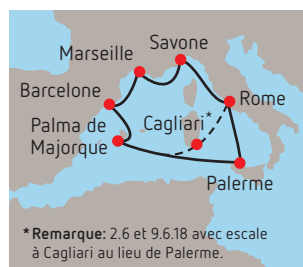 Savone
Marseille
Barcelone
Rome
Palma de
Majorque
Cagliari*
Palerme
* Remarque: 2.6 et 9.6.18 avec escale
à Cagliari au lieu de Palerme.